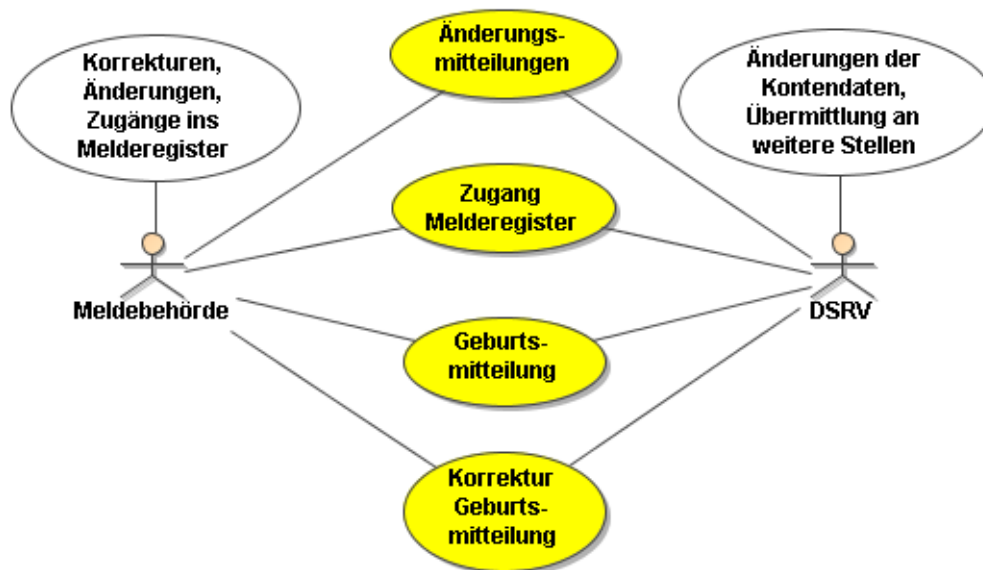 Korrekturen,
Änderungen,
Zugänge ins
Melderegister
Änderungs-
mitteilungen
Änderungen der
Kontendaten,
Übermittlung an
weitere Stellen
Zugang
Melderegister
Meldebehörde
DSRV
Geburts-
mitteilung
Korrektur
Geburts-
mitteilung